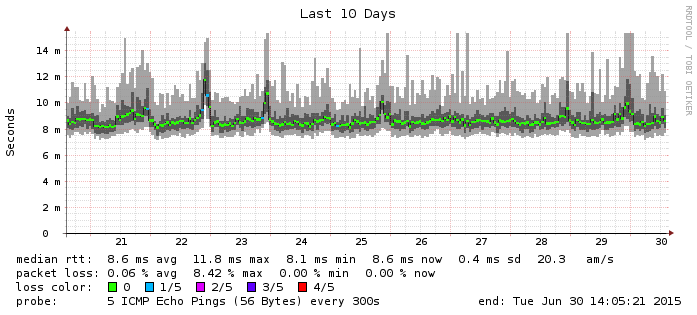 Last 10 Days
RRDTOOL / TOBI OETIKER
Seconds
14 m
12 m
10 m
8 m
6 m
4 m
2 m
0
21 22 23 24 25 26 27 28 29 30
median rtt: 8.6 ms avg 11.8 ms max 8.1 ms min 8.6 ms now 0.4 ms sd 20.3 am/s
packet loss: 0.06 % avg 8.42 % max 0.00 % min 0.00 % now
loss color: 0 1/5 2/5 3/5 4/5
probe: 5 ICMP Echo Pings (56 Bytes) every 300s end: Tue Jun 30 14:05:21 2015